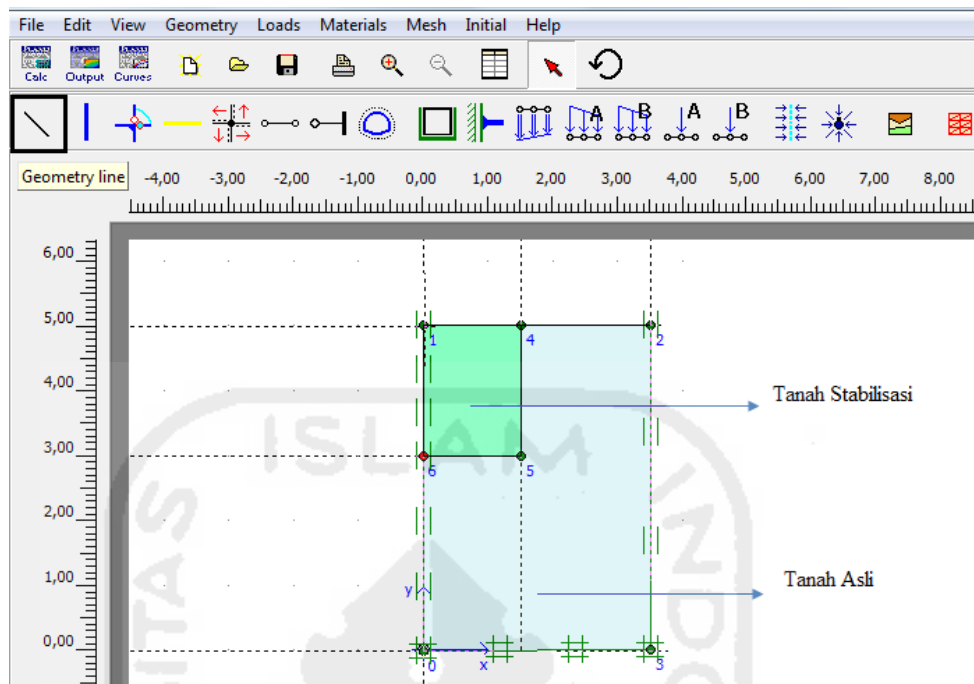 File Edit View Geometry Loads Materials Mesh Initial Help
Calc Output Curves
A B A B
Geometry line
-4,00 -3,00 -2,00 -1,00 0,00 1,00 2,00 3,00 4,00 5,00 6,00 7,00 8,00
6,00
5,00
1 4 2
4,00
Tanah Stabilisasi
ISLAM
3,00
6 5
2,00
1,00
y
Tanah Asli
0,00
0 x 3
ITAS
INDO